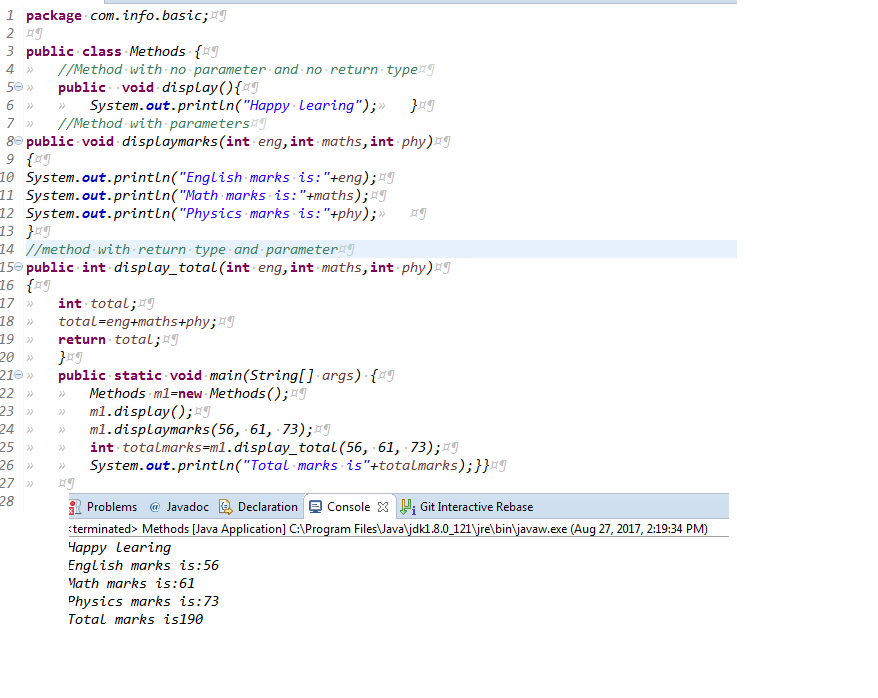 1 package com.info.basic;¤¶
2 ¤¶
3 public class Methods {¤¶
4 » //Method with no parameter and no return type¤¶
5 » public  void display(){¤¶
6 » » System.out.println("Happy learing");» }¤¶
7 » //Method with parameters¤¶
8 public void displaymarks(int eng,int maths,int phy)¤¶
9 {¤¶
10 System.out.println("English marks is:"+eng);¤¶
11 System.out.println("Math marks is:"+maths);¤¶
12 System.out.println("Physics marks is:"+phy);» ¤¶
13 }¤¶
14 //method with return type and parameter¤¶
15 public int display_total(int eng,int maths,int phy)¤¶
16 {¤¶
17 » int total;¤¶
18 » total=eng+maths+phy;¤¶
19 » return total;¤¶
20 » }¤¶
21 » public static void main(String[] args) {¤¶
22 » » Methods m1=new Methods();¤¶
23 » » m1.display();¤¶
24 » » m1.displaymarks(56, 61, 73);¤¶
25 » » int totalmarks=m1.display_total(56, 61, 73);¤¶
26 » » System.out.println("Total marks is"+totalmarks);}}¤¶
27 » ¤¶
28
Problems @ Javadoc Declaration Console Git Interactive Rebase
<terminated> Methods [Java Application] C:\Program Files\Java\jdk1.8.0_121\jre\bin\javaw.exe (Aug 27, 2017, 2:19:34 PM)
Happy learing
English marks is:56
Math marks is:61
Physics marks is:73
Total marks is190